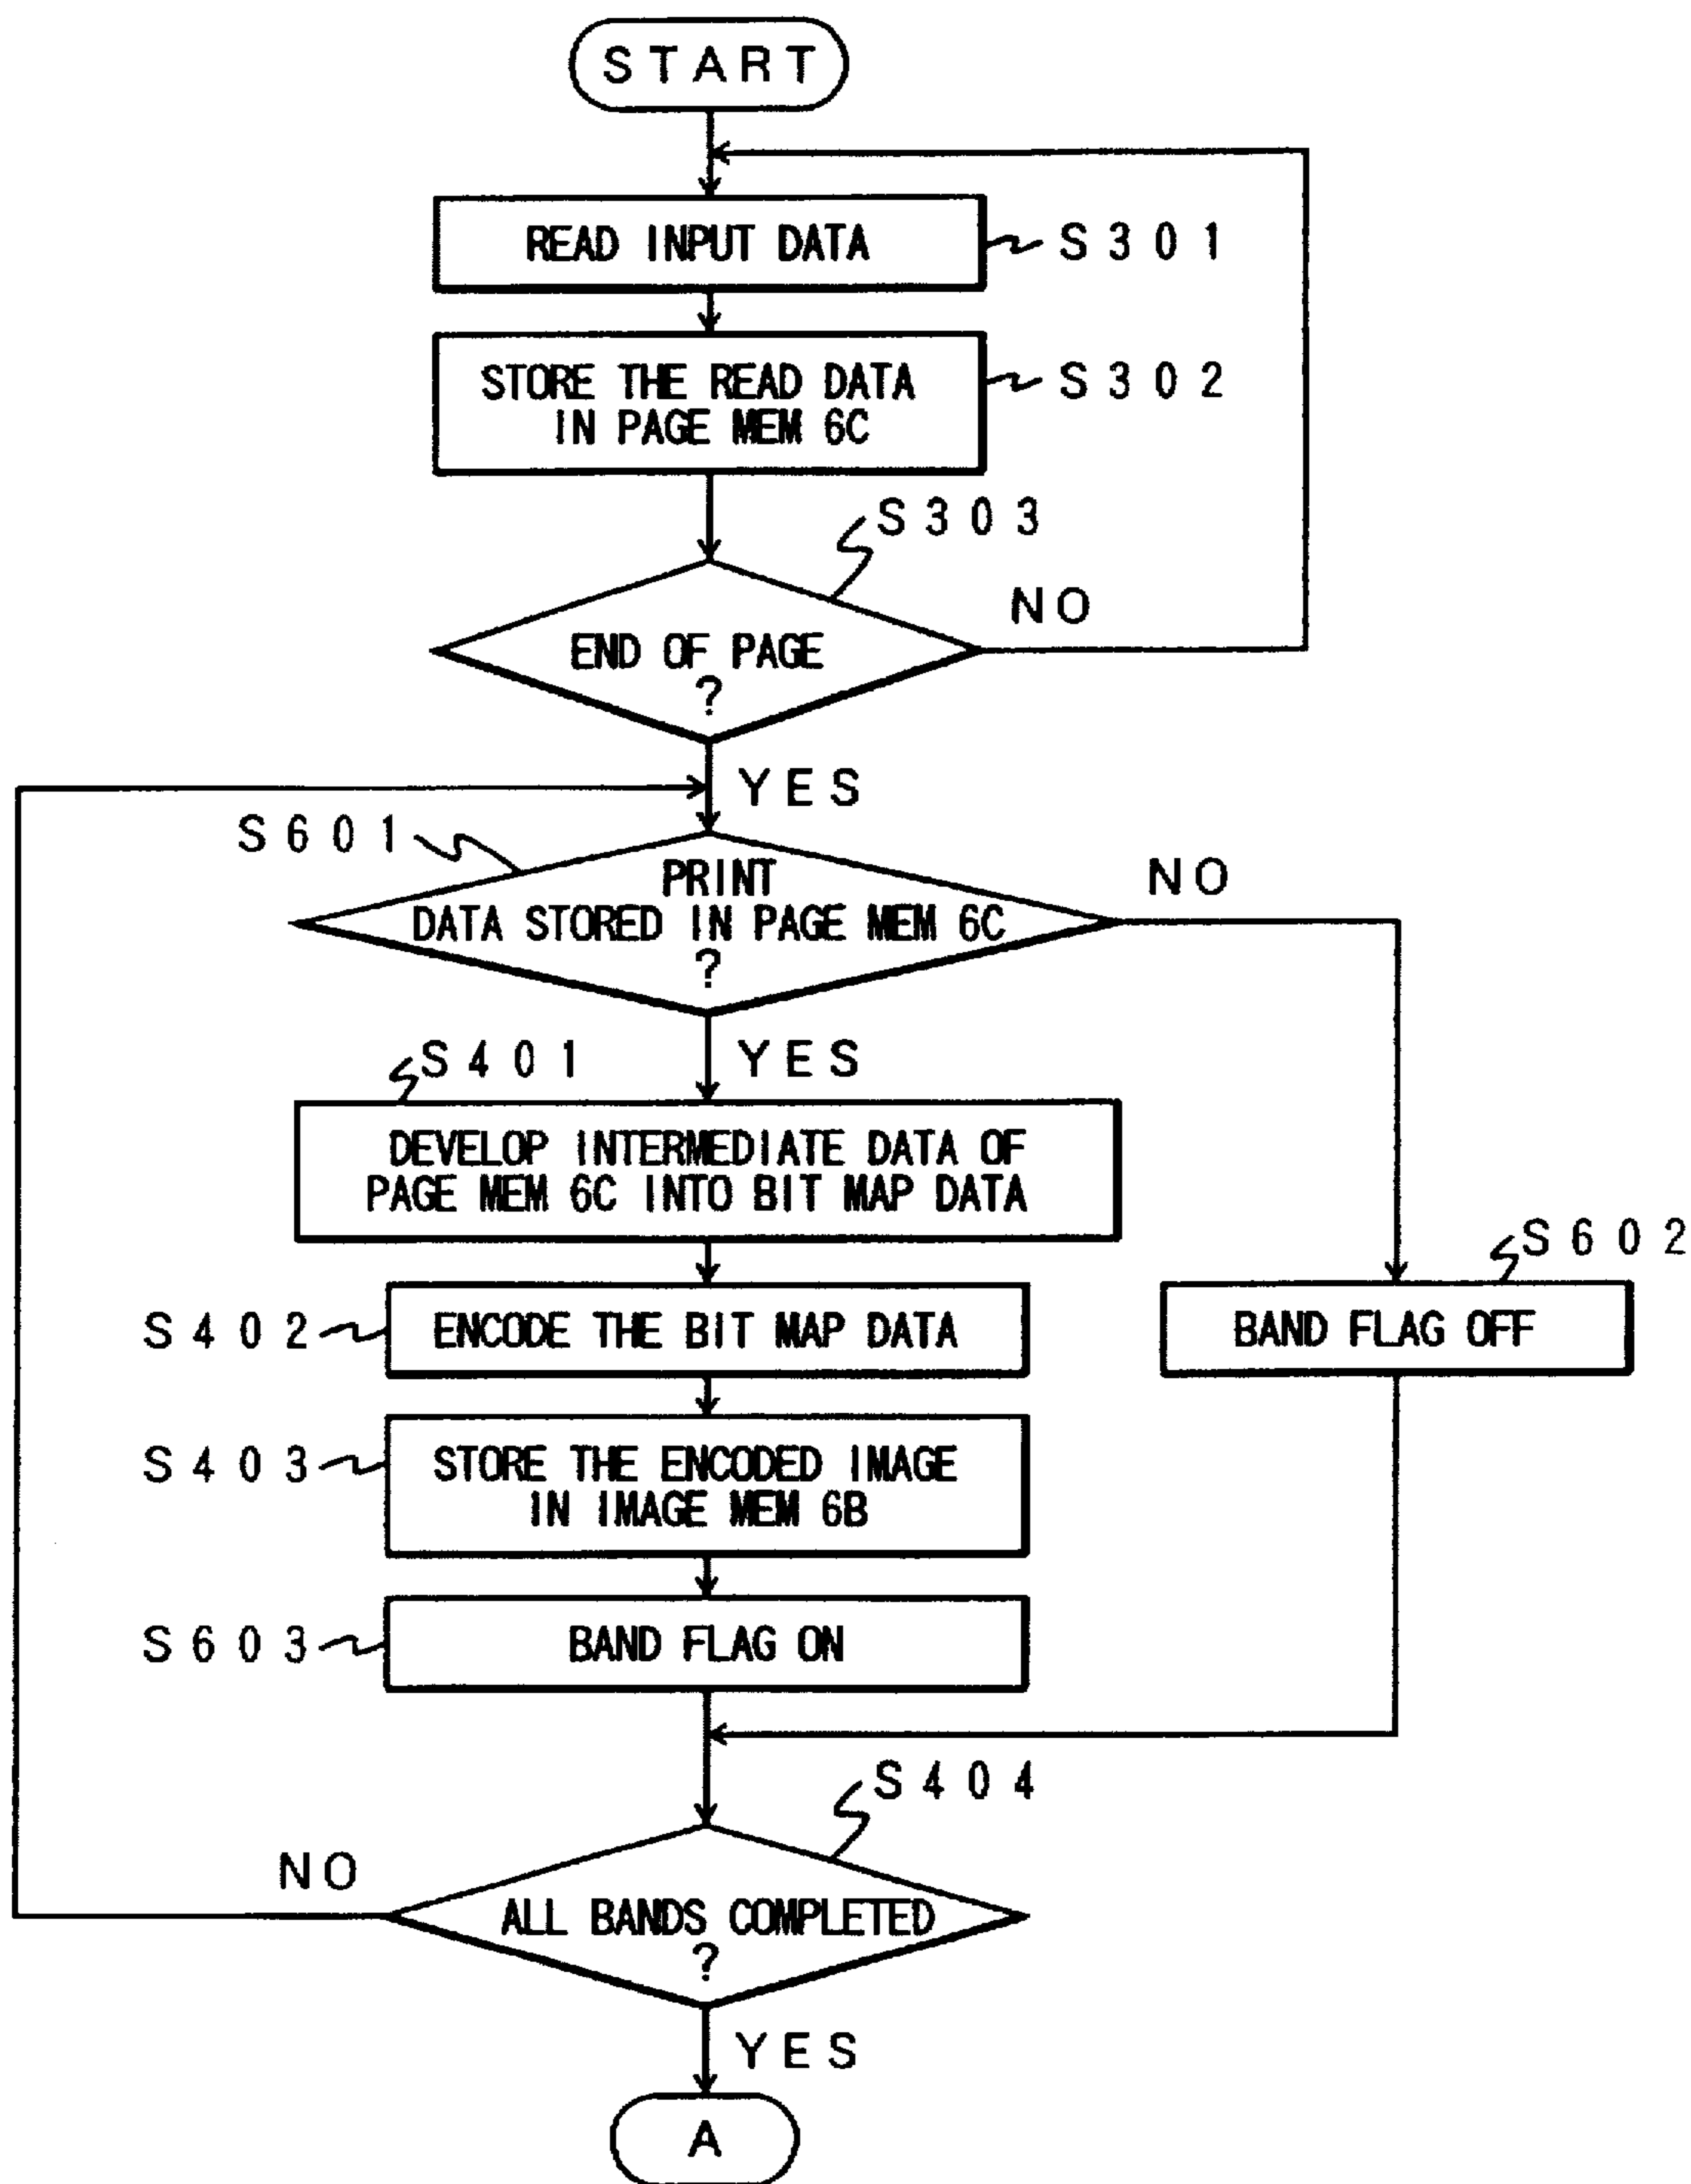 START
READ INPUT DATA
S301
STORE THE READ DATA
IN PAGE MEM 6C
S302
S303
END OF PAGE
?
NO
YES
S601
PRINT
DATA STORED IN PAGE MEM 6C
?
NO
YES
S401
DEVELOP INTERMEDIATE DATA OF
PAGE MEM 6C INTO BIT MAP DATA
S602
BAND FLAG OFF
S402
ENCODE THE BIT MAP DATA
S403
STORE THE ENCODED IMAGE
IN IMAGE MEM 6B
S603
BAND FLAG ON
S404
ALL BANDS COMPLETED
?
NO
YES
A